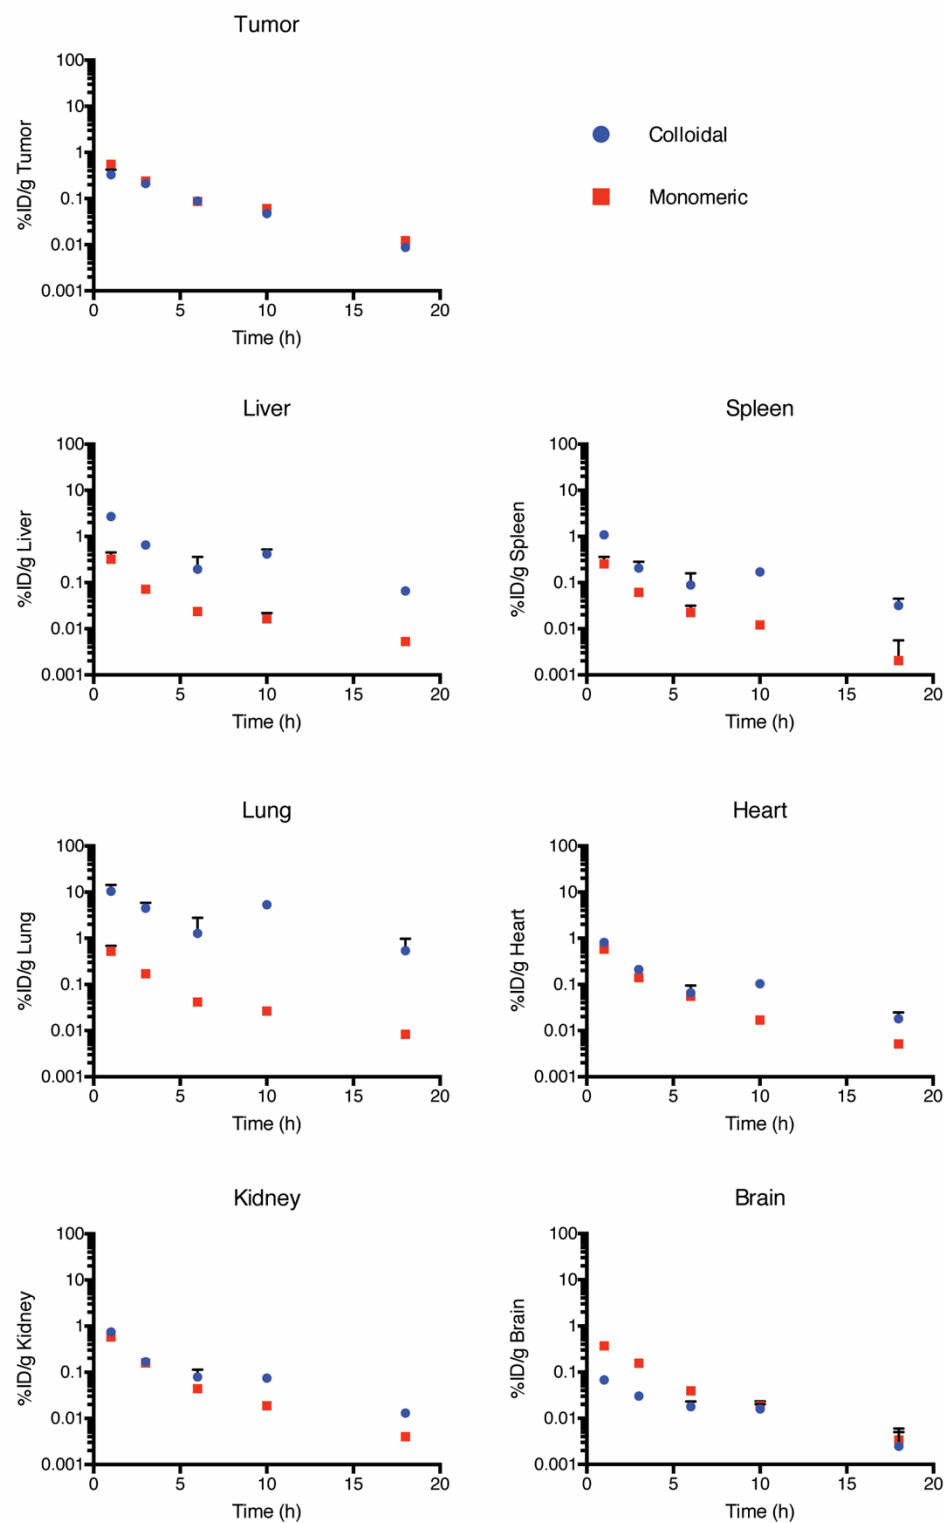 Tumor
100
10
1
0.1
0.01
0.001
%ID/g Tumor
0 5 10 15 20
Time (h)
Colloidal
Monomeric
Liver
100
10
1
0.1
0.01
0.001
%ID/g Liver
0 5 10 15 20
Time (h)
Spleen
100
10
1
0.1
0.01
0.001
%ID/g Spleen
0 5 10 15 20
Time (h)
Lung
100
10
1
0.1
0.01
0.001
%ID/g Lung
0 5 10 15 20
Time (h)
Heart
100
10
1
0.1
0.01
0.001
%ID/g Heart
0 5 10 15 20
Time (h)
Kidney
100
10
1
0.1
0.01
0.001
%ID/g Kidney
0 5 10 15 20
Time (h)
Brain
100
10
1
0.1
0.01
0.001
%ID/g Brain
0 5 10 15 20
Time (h)